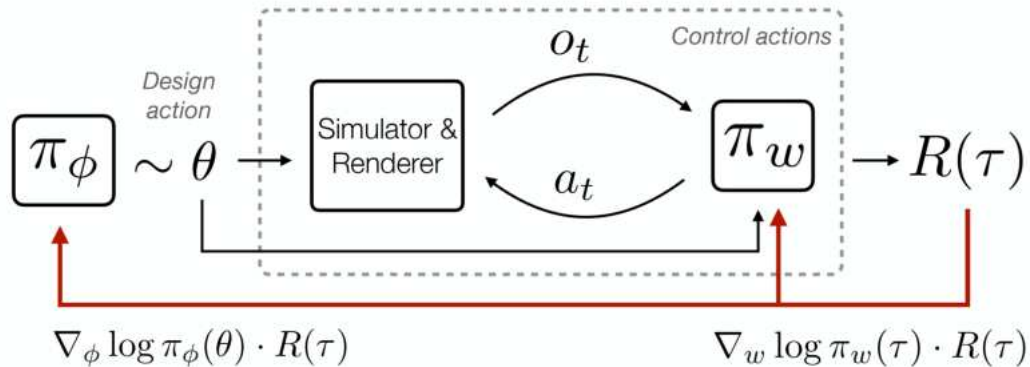 Design
action
π_ϕ ∼ θ
Simulator &
Renderer
o_t
a_t
Control actions
π_w
R(τ)
∇_ϕ log π_ϕ(θ) · R(τ)
∇_w log π_w(τ) · R(τ)